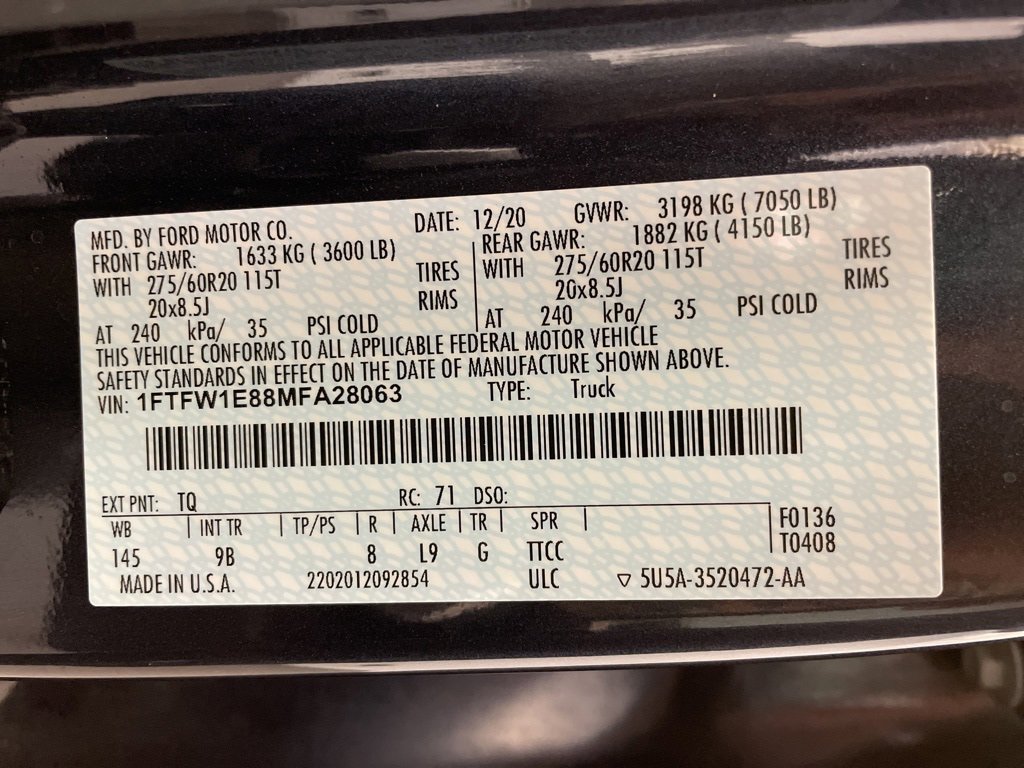 MFD. BY FORD MOTOR CO. DATE: 12/20 GVWR: 3198 KG ( 7050 LB)
FRONT GAWR: 1633 KG ( 3600 LB) REAR GAWR: 1882 KG ( 4150 LB)
WITH 275/60R20 115T TIRES WITH 275/60R20 115T TIRES
20x8.5J RIMS 20x8.5J RIMS
AT 240 kPa/ 35 PSI COLD AT 240 kPa/ 35 PSI COLD
THIS VEHICLE CONFORMS TO ALL APPLICABLE FEDERAL MOTOR VEHICLE
SAFETY STANDARDS IN EFFECT ON THE DATE OF MANUFACTURE SHOWN ABOVE.
VIN: 1FTFW1E88MFA28063 TYPE: Truck
EXT PNT: TQ RC: 71 DSO:
WB INT TR TP/PS R AXLE TR SPR F0136
145 9B 8 L9 G TTCC T0408
MADE IN U.S.A. 2202012092854 ULC ▽ 5U5A-3520472-AA